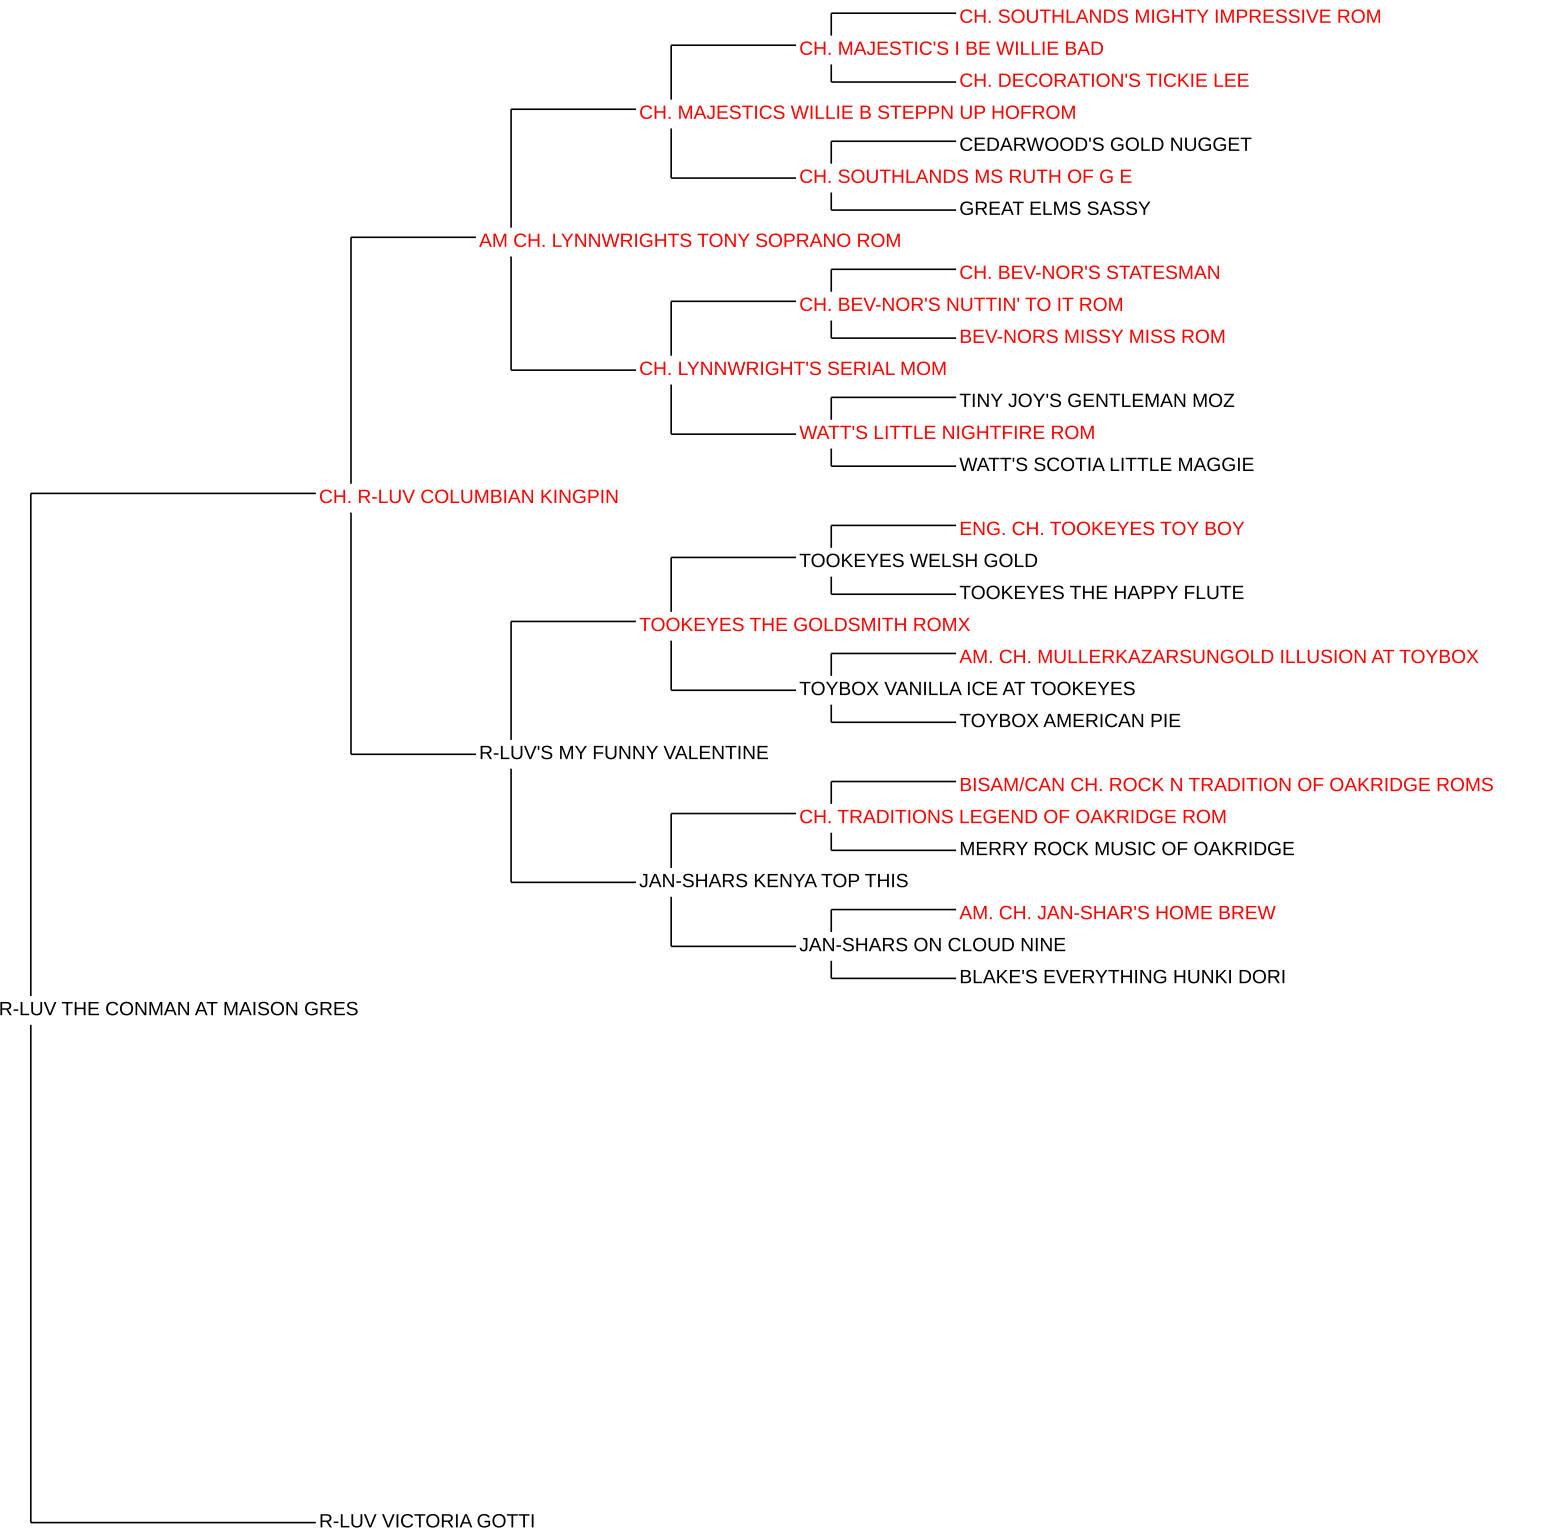 CH. SOUTHLANDS MIGHTY IMPRESSIVE ROM
CH. MAJESTIC'S I BE WILLIE BAD
CH. DECORATION'S TICKIE LEE
CH. MAJESTICS WILLIE B STEPPN UP HOFROM
CEDARWOOD'S GOLD NUGGET
CH. SOUTHLANDS MS RUTH OF G E
GREAT ELMS SASSY
AM CH. LYNNWRIGHTS TONY SOPRANO ROM
CH. BEV-NOR'S STATESMAN
CH. BEV-NOR'S NUTTIN' TO IT ROM
BEV-NORS MISSY MISS ROM
CH. LYNNWRIGHT'S SERIAL MOM
TINY JOY'S GENTLEMAN MOZ
WATT'S LITTLE NIGHTFIRE ROM
WATT'S SCOTIA LITTLE MAGGIE
CH. R-LUV COLUMBIAN KINGPIN
ENG. CH. TOOKEYES TOY BOY
TOOKEYES WELSH GOLD
TOOKEYES THE HAPPY FLUTE
TOOKEYES THE GOLDSMITH ROMX
AM. CH. MULLERKAZARSUNGOLD ILLUSION AT TOYBOX
TOYBOX VANILLA ICE AT TOOKEYES
TOYBOX AMERICAN PIE
R-LUV'S MY FUNNY VALENTINE
BISAM/CAN CH. ROCK N TRADITION OF OAKRIDGE ROMS
CH. TRADITIONS LEGEND OF OAKRIDGE ROM
MERRY ROCK MUSIC OF OAKRIDGE
JAN-SHARS KENYA TOP THIS
AM. CH. JAN-SHAR'S HOME BREW
JAN-SHARS ON CLOUD NINE
BLAKE'S EVERYTHING HUNKI DORI
R-LUV THE CONMAN AT MAISON GRES
R-LUV VICTORIA GOTTI